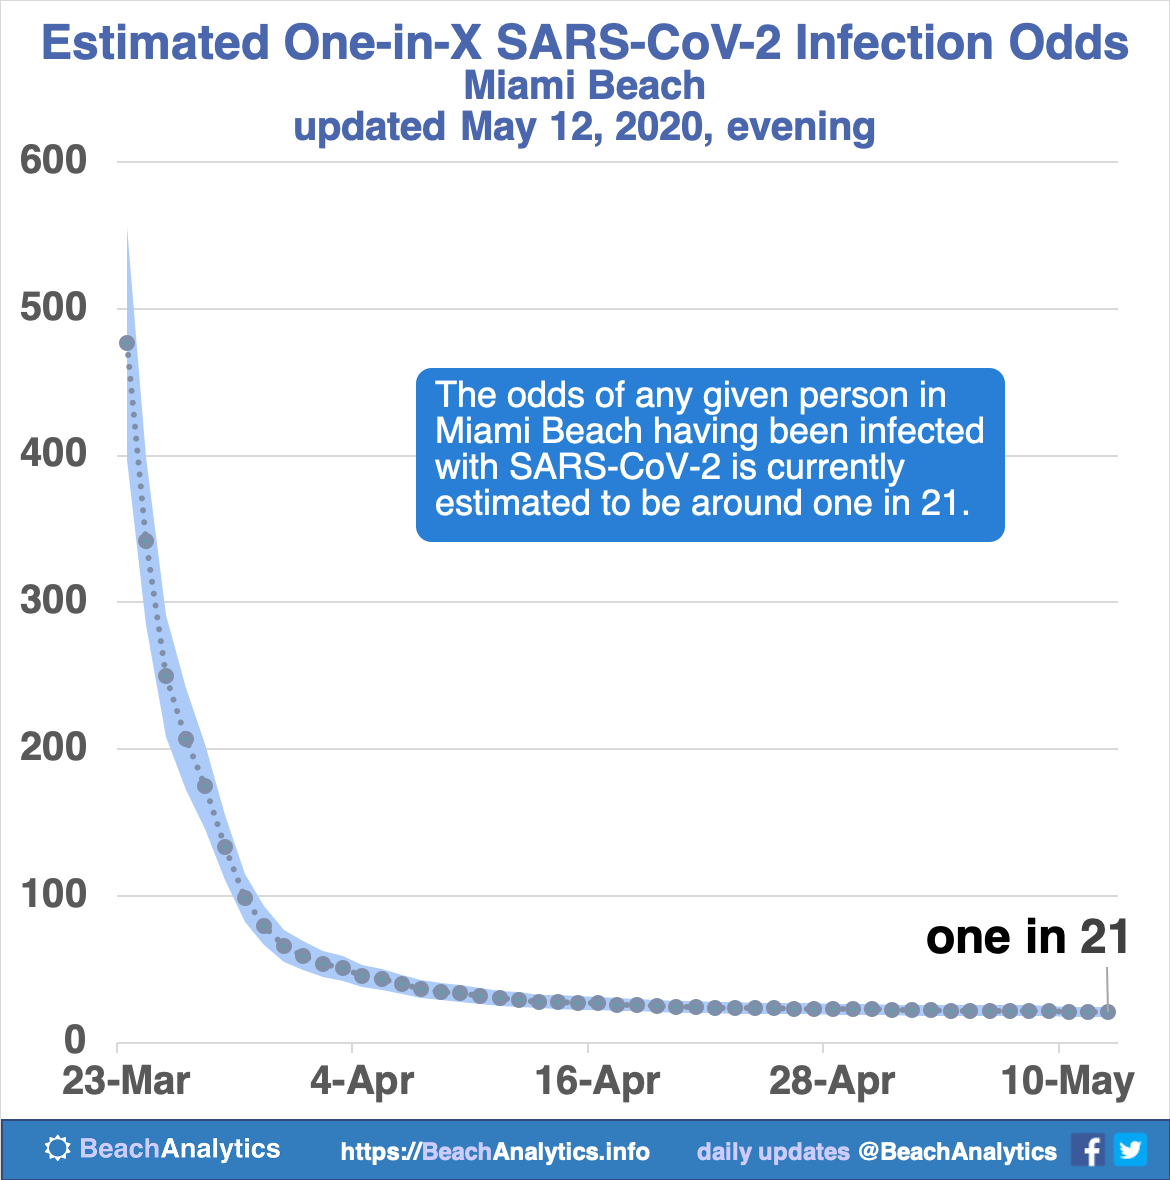 Estimated One-in-X SARS-CoV-2 Infection Odds
Miami Beach
updated May 12, 2020, evening
600
500
400
300
200
100
0
The odds of any given person in
Miami Beach having been infected
with SARS-CoV-2 is currently
estimated to be around one in 21.
one in 21
23-Mar 4-Apr 16-Apr 28-Apr 10-May
BeachAnalytics https://BeachAnalytics.info daily updates @BeachAnalytics f